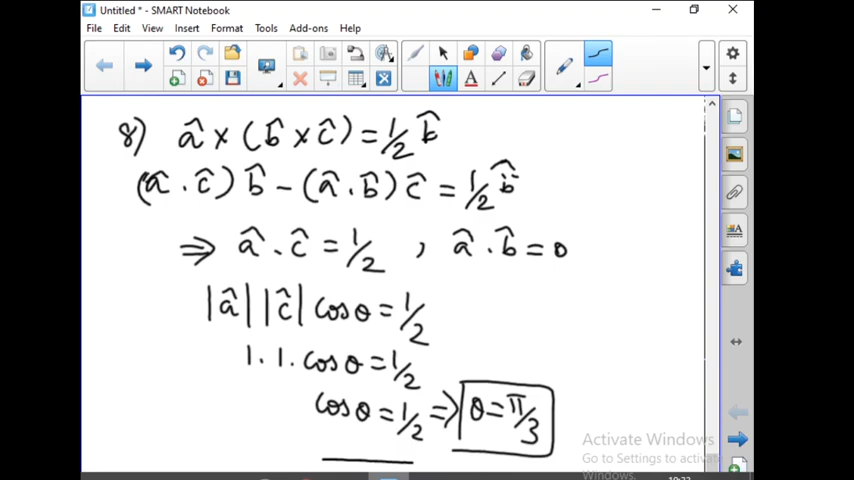 Untitled * - SMART Notebook
File Edit View Insert Format Tools Add-ons Help
8) â × (b̂ × ĉ) = 1/2 b̂
(â . ĉ) b̂ - (â . b̂) ĉ = 1/2 b̂
⇒ â . ĉ = 1/2 , â . b̂ = 0
|â| |ĉ| cos θ = 1/2
1. 1. cos θ = 1/2
cos θ = 1/2 ⇒ θ = π/3
Activate Windows
Go to Settings to activate
Windows.